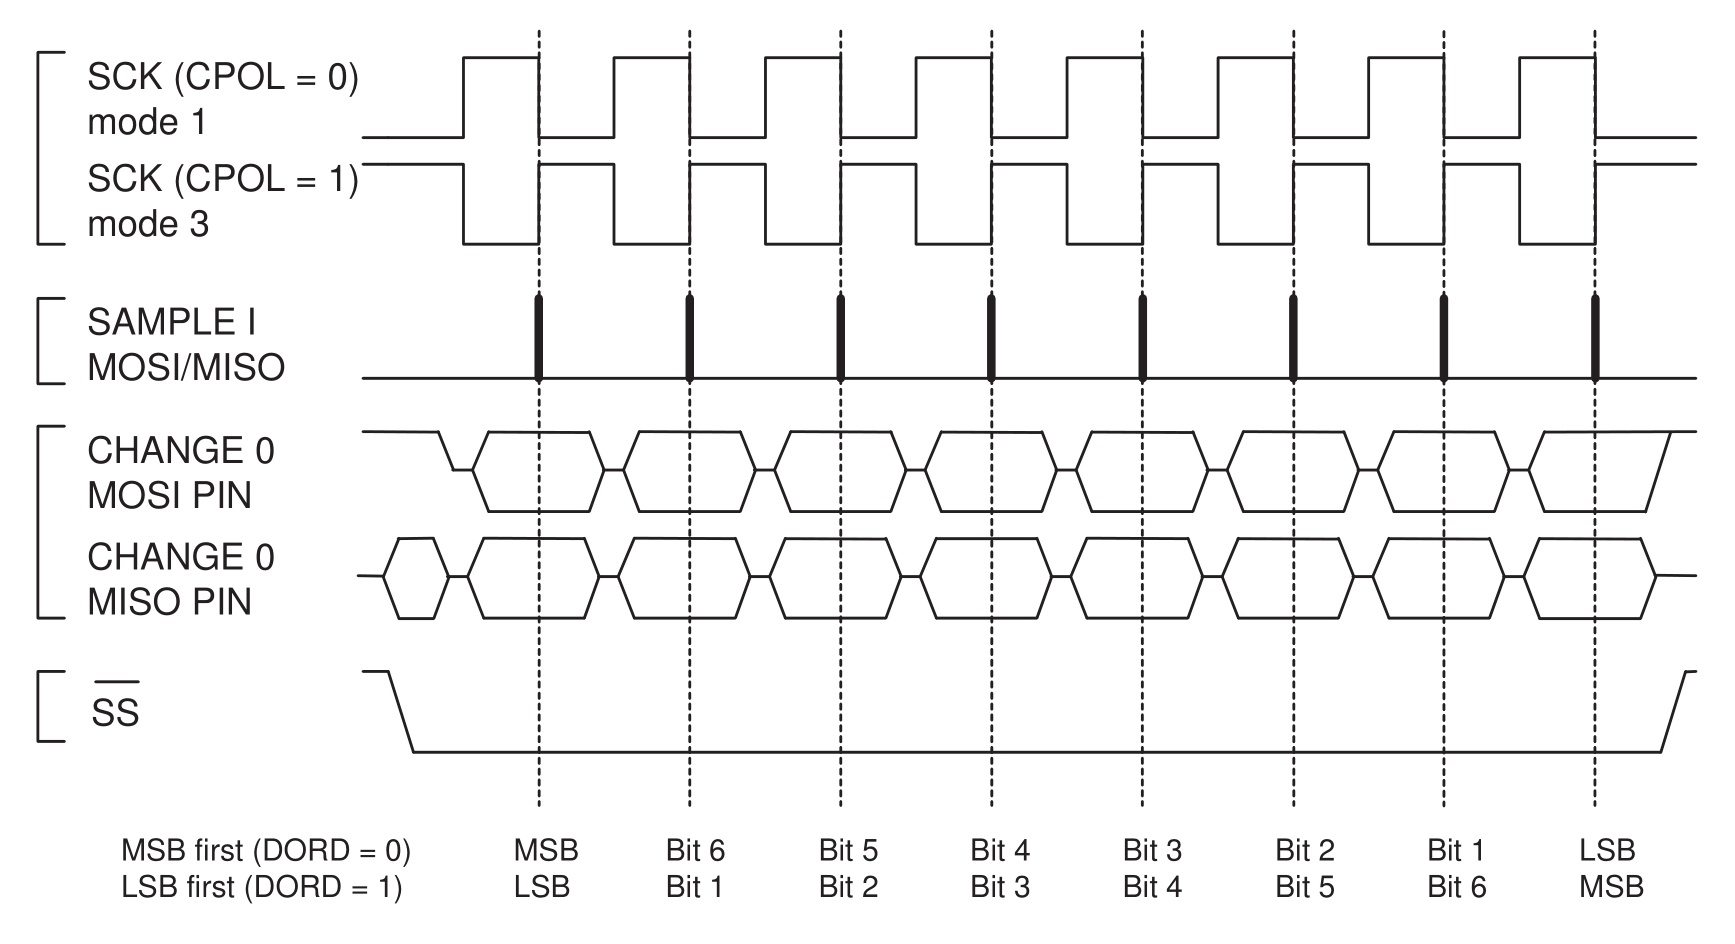 SCK (CPOL = 0)
mode 1
SCK (CPOL = 1)
mode 3
SAMPLE I
MOSI/MISO
CHANGE 0
MOSI PIN
CHANGE 0
MISO PIN
SS
MSB first (DORD = 0) MSB Bit 6 Bit 5 Bit 4 Bit 3 Bit 2 Bit 1 LSB
LSB first (DORD = 1) LSB Bit 1 Bit 2 Bit 3 Bit 4 Bit 5 Bit 6 MSB